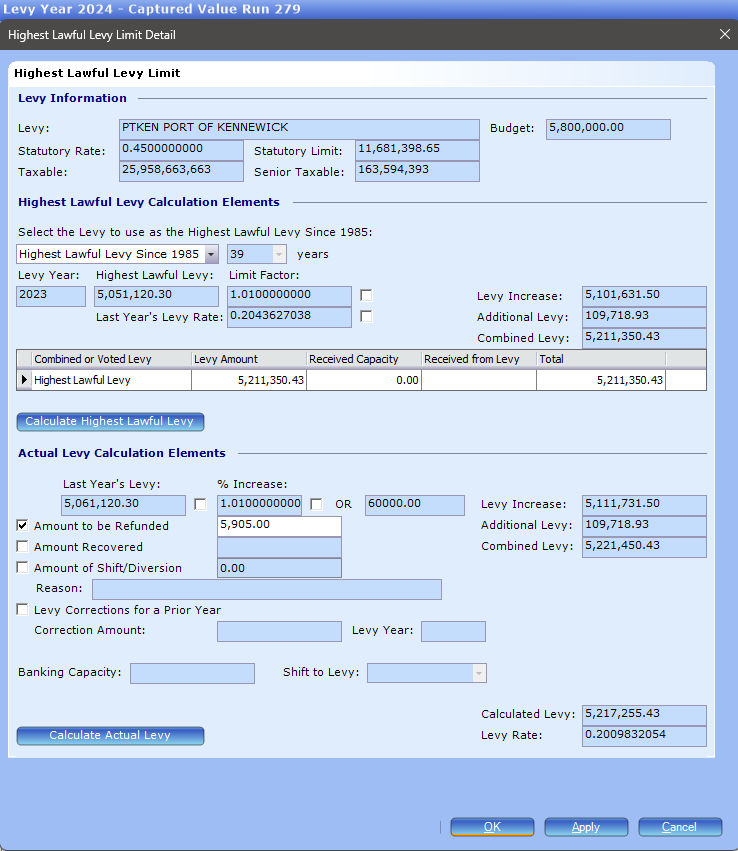 Levy Year 2024 - Captured Value Run 279
Highest Lawful Levy Limit Detail
Highest Lawful Levy Limit
Levy Information
Levy: PTKEN PORT OF KENNEWICK Budget: 5,800,000.00
Statutory Rate: 0.4500000000 Statutory Limit: 11,681,398.65
Taxable: 25,958,663,663 Senior Taxable: 163,594,393
Highest Lawful Levy Calculation Elements
Select the Levy to use as the Highest Lawful Levy Since 1985:
Highest Lawful Levy Since 1985 39 years
Levy Year: Highest Lawful Levy: Limit Factor:
2023 5,051,120.30 1.0100000000 Levy Increase: 5,101,631.50
Last Year's Levy Rate: 0.2043627038 Additional Levy: 109,718.93
Combined Levy: 5,211,350.43
Combined or Voted Levy Levy Amount Received Capacity Received from Levy Total
Highest Lawful Levy 5,211,350.43 0.00 5,211,350.43
Calculate Highest Lawful Levy
Actual Levy Calculation Elements
Last Year's Levy: % Increase:
5,061,120.30 1.0100000000 OR 60000.00 Levy Increase: 5,111,731.50
Amount to be Refunded 5,905.00 Additional Levy: 109,718.93
Amount Recovered Combined Levy: 5,221,450.43
Amount of Shift/Diversion 0.00
Reason:
Levy Corrections for a Prior Year
Correction Amount: Levy Year:
Banking Capacity: Shift to Levy:
Calculated Levy: 5,217,255.43
Calculate Actual Levy Levy Rate: 0.2009832054
OK Apply Cancel